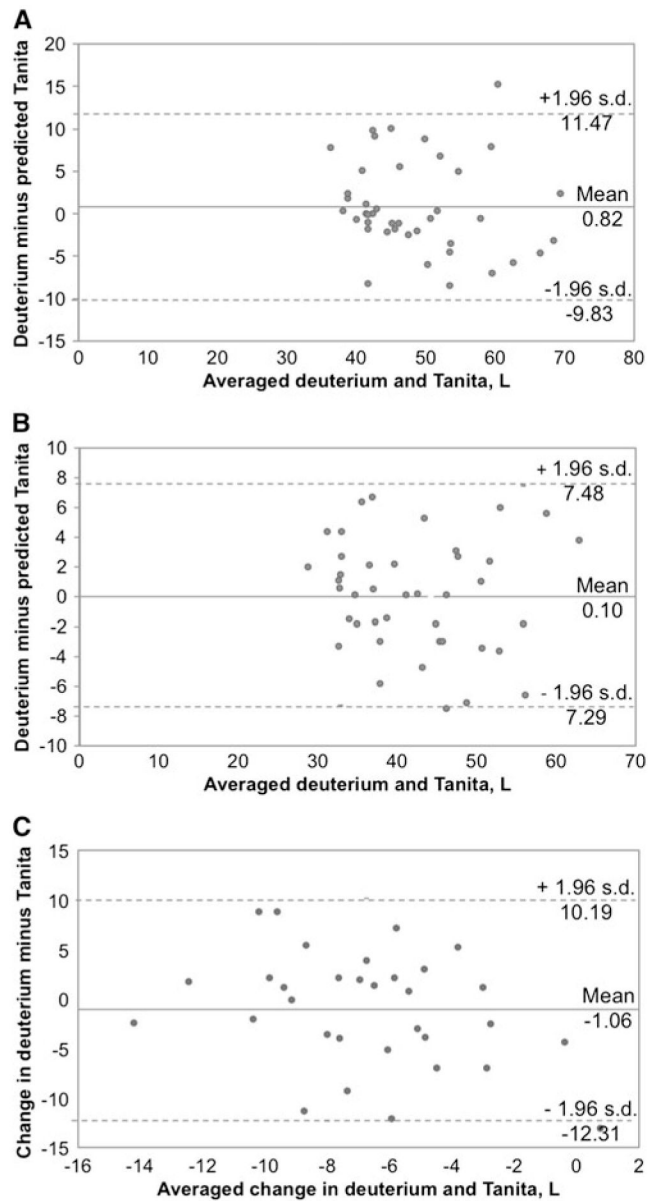 A
Deuterium minus predicted Tanita
20
15
10
5
0
-5
-10
-15
+1.96 s.d.
11.47
Mean
0.82
-1.96 s.d.
-9.83
0 10 20 30 40 50 60 70 80
Averaged deuterium and Tanita, L
B
Deuterium minus predicted Tanita
10
8
6
4
2
0
-2
-4
-6
-8
-10
+ 1.96 s.d.
7.48
Mean
0.10
- 1.96 s.d.
7.29
0 10 20 30 40 50 60 70
Averaged deuterium and Tanita, L
C
Change in deuterium minus Tanita
15
10
5
0
-5
-10
-15
+ 1.96 s.d.
10.19
Mean
-1.06
- 1.96 s.d.
-12.31
-16 -14 -12 -10 -8 -6 -4 -2 0 2
Averaged change in deuterium and Tanita, L